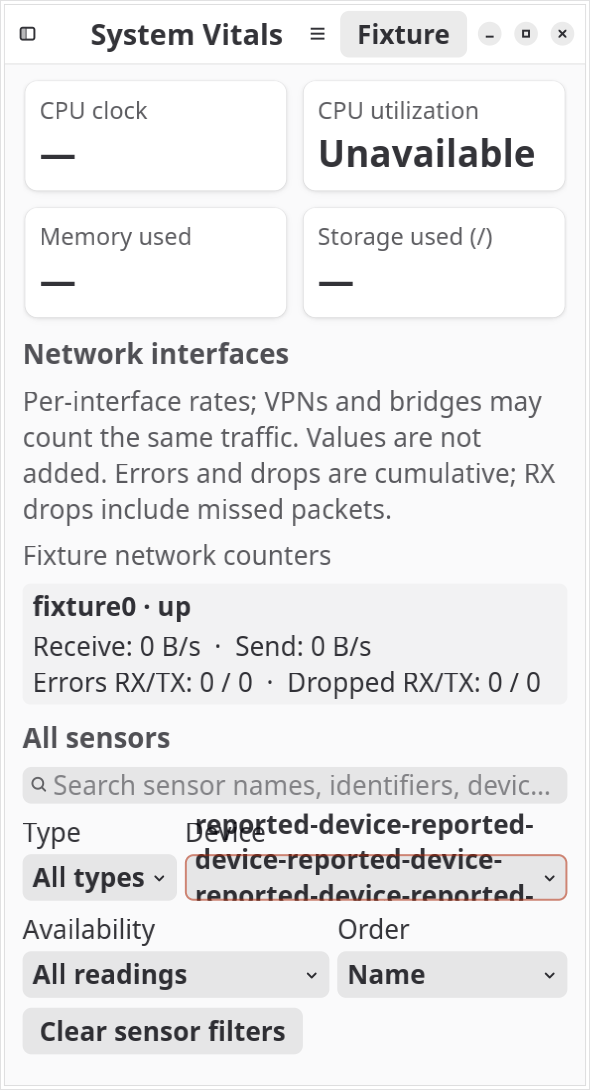 System Vitals
Fixture
CPU clock
—
CPU utilization
Unavailable
Memory used
—
Storage used (/)
—
Network interfaces
Per-interface rates; VPNs and bridges may
count the same traffic. Values are not
added. Errors and drops are cumulative; RX
drops include missed packets.
Fixture network counters
fixture0 · up
Receive: 0 B/s · Send: 0 B/s
Errors RX/TX: 0 / 0 · Dropped RX/TX: 0 / 0
All sensors
Search sensor names, identifiers, devic...
Type
Device
All types
reported-device-reported-
device-reported-device-
reported-device-reported-
Availability
Order
All readings
Name
Clear sensor filters